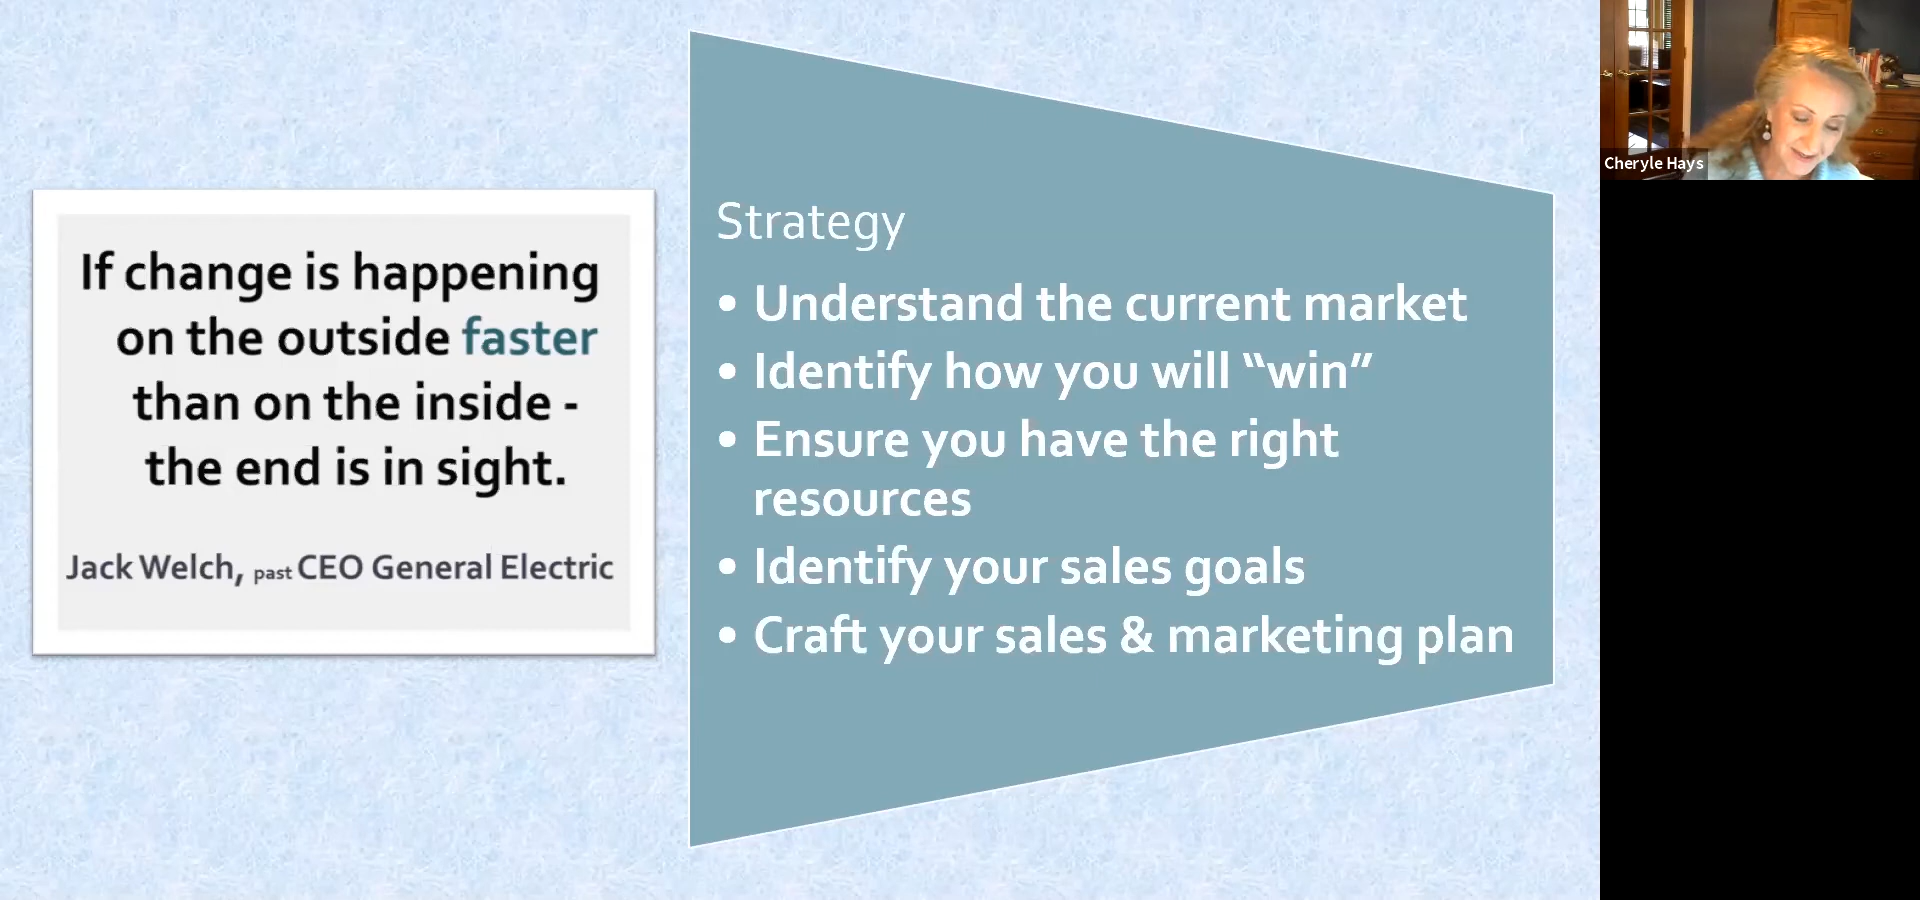 If change is happening
on the outside faster
than on the inside -
the end is in sight.
Jack Welch, past CEO General Electric
Strategy
• Understand the current market
• Identify how you will “win”
• Ensure you have the right
resources
• Identify your sales goals
• Craft your sales & marketing plan
Cheryle Hays